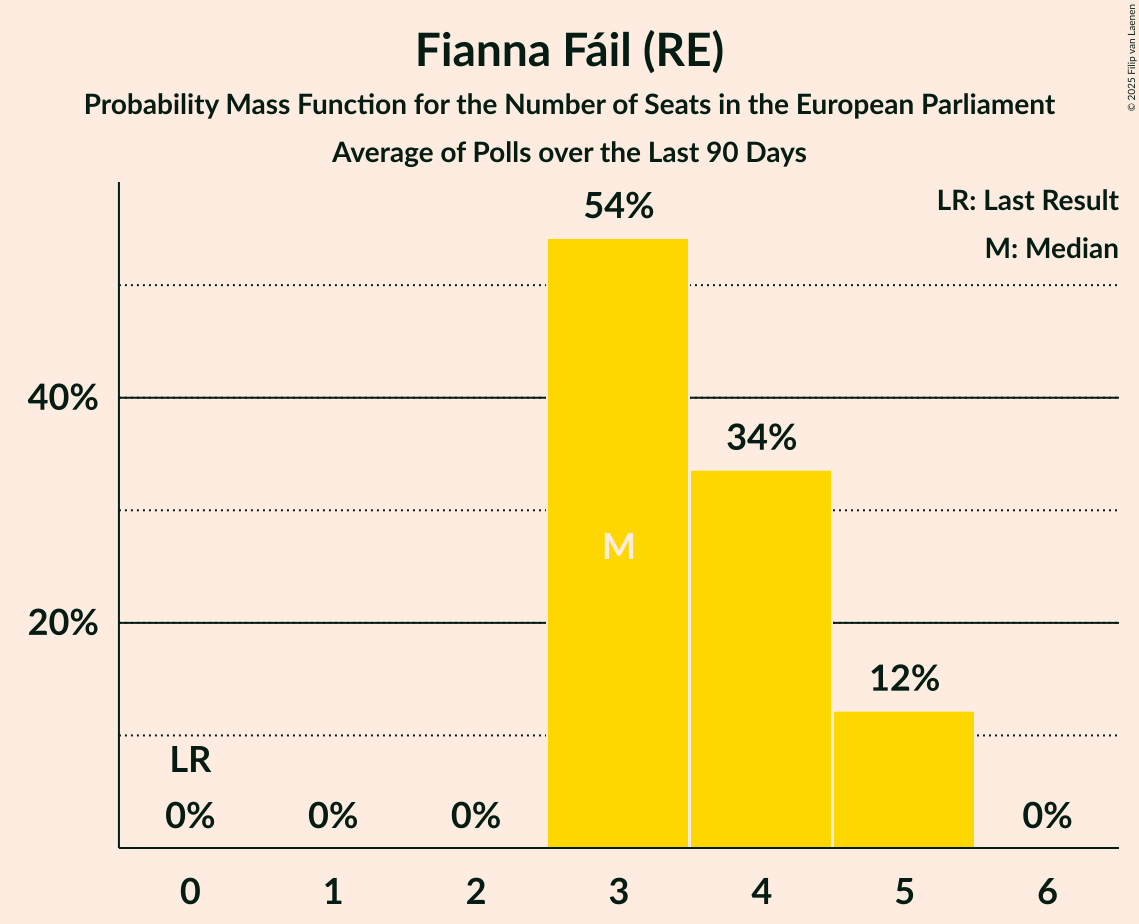 Fianna Fáil (RE)
Probability Mass Function for the Number of Seats in the European Parliament
Average of Polls over the Last 90 Days
© 2025 Filip van Laenen
LR: Last Result
M: Median
54%
40%
34%
M
20%
12%
LR
0%
0%
0%
0%
0
1
2
3
4
5
6